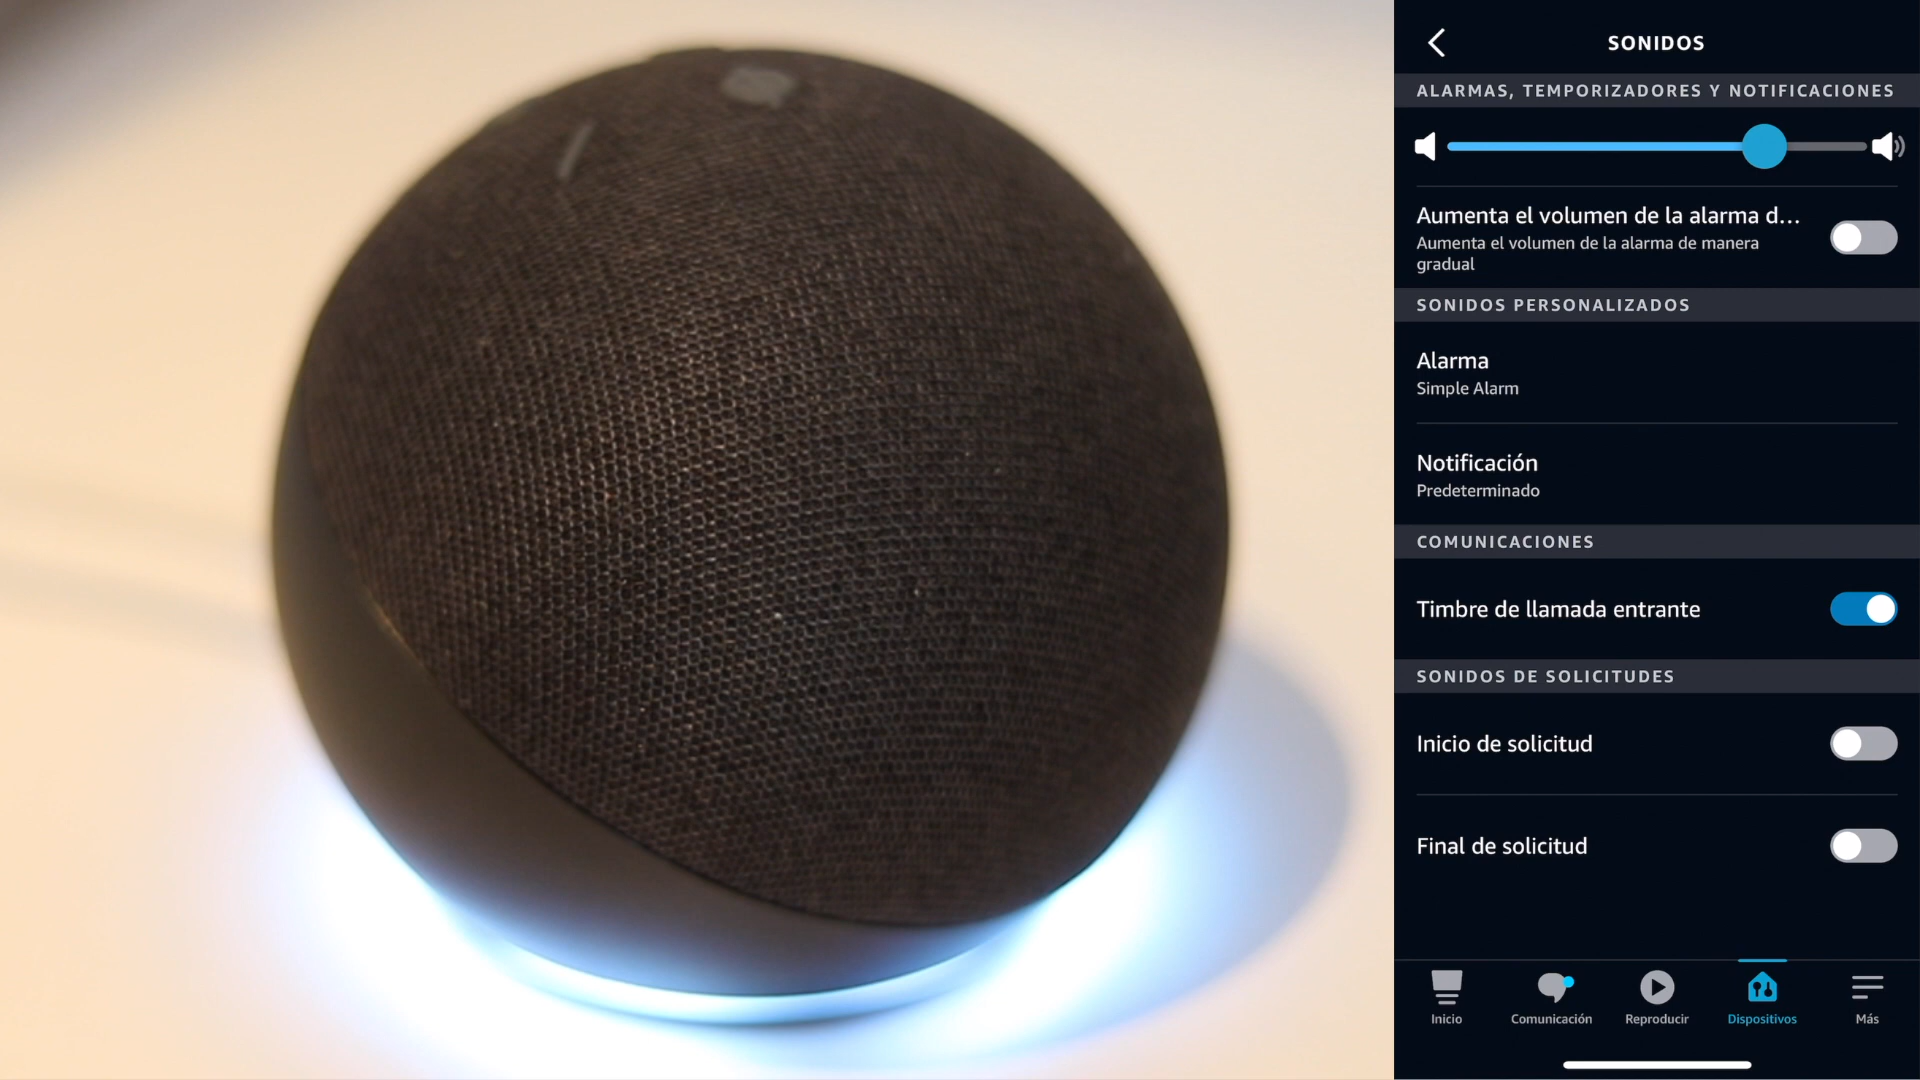 SONIDOS
ALARMAS, TEMPORIZADORES Y NOTIFICACIONES
Aumenta el volumen de la alarma d...
Aumenta el volumen de la alarma de manera
gradual
SONIDOS PERSONALIZADOS
Alarma
Simple Alarm
Notificación
Predeterminado
COMUNICACIONES
Timbre de llamada entrante
SONIDOS DE SOLICITUDES
Inicio de solicitud
Final de solicitud
Inicio
Comunicación
Reproducir
Dispositivos
Más